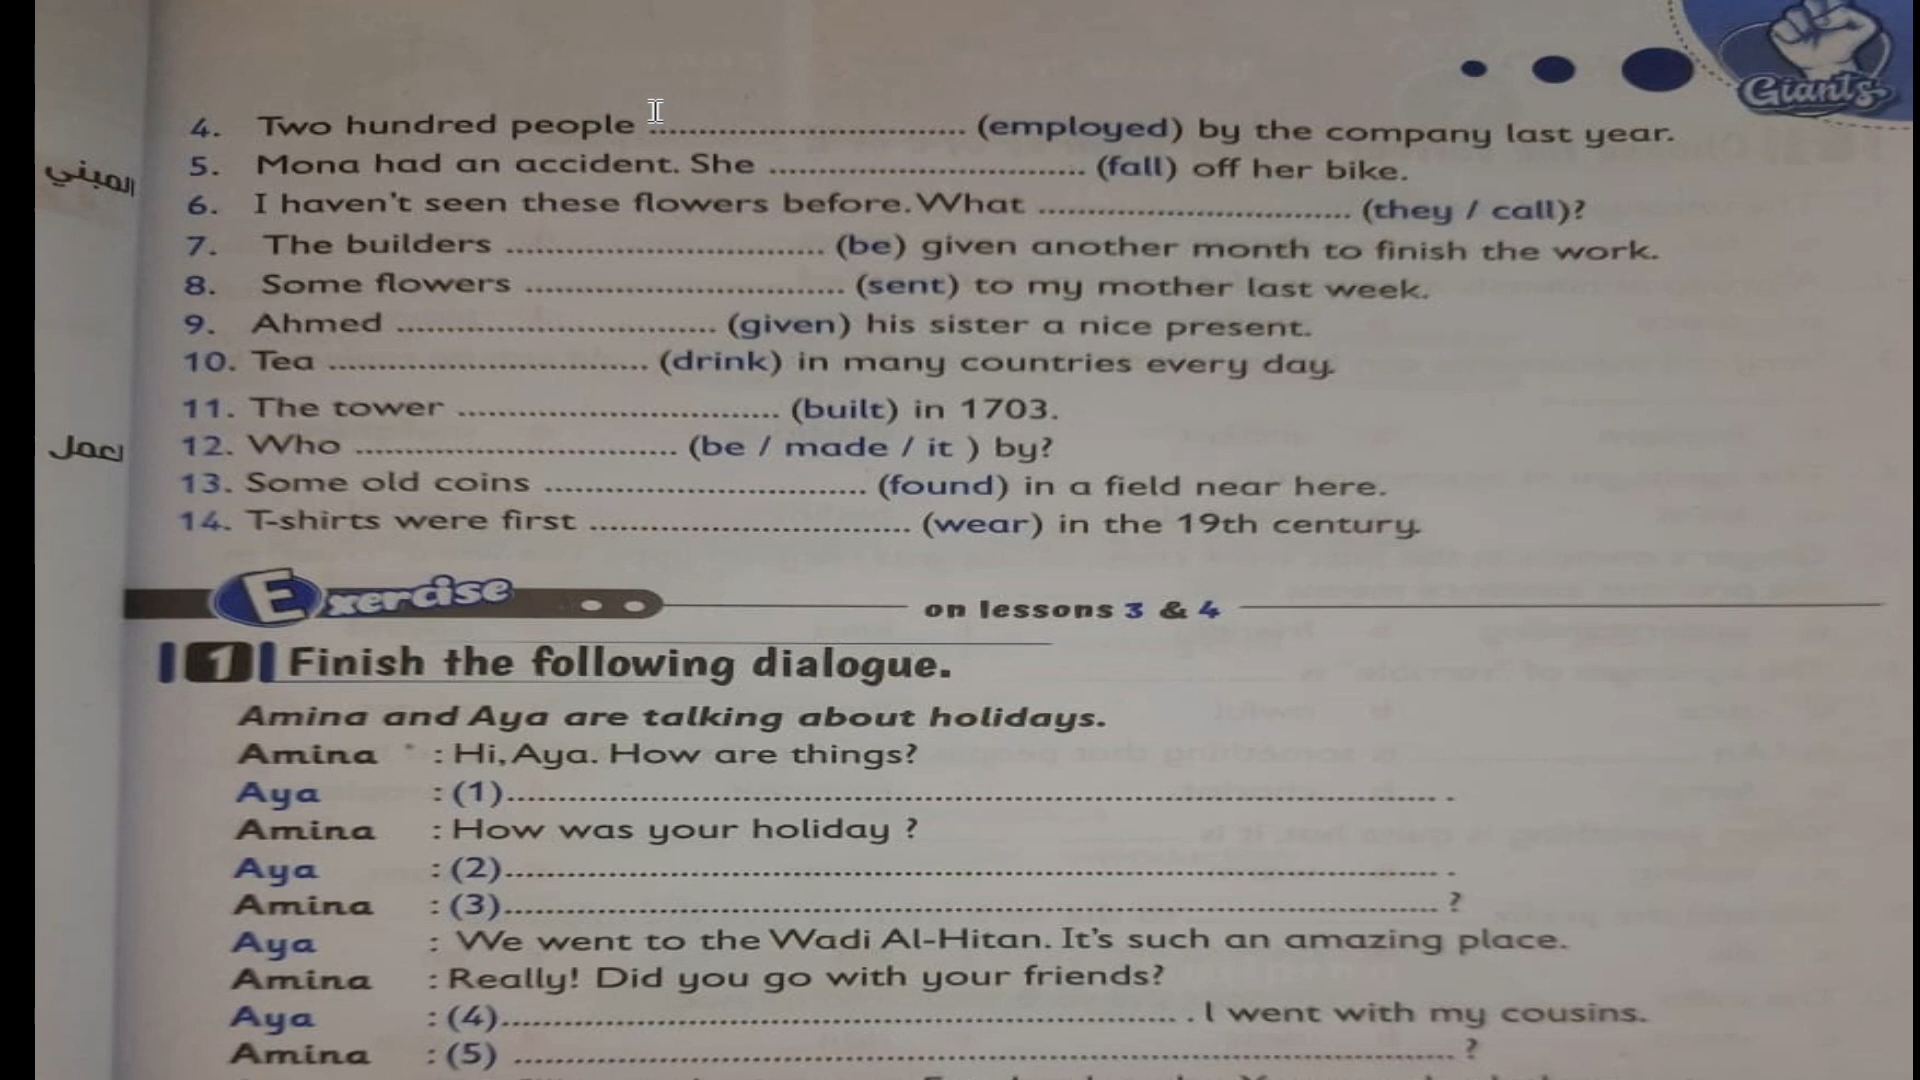 Giants
4. Two hundred people .............................. (employed) by the company last year.
المبني
5. Mona had an accident. She .............................. (fall) off her bike.
6. I haven't seen these flowers before. What .............................. (they / call)?
7. The builders .............................. (be) given another month to finish the work.
8. Some flowers .............................. (sent) to my mother last week.
9. Ahmed .............................. (given) his sister a nice present.
10. Tea .............................. (drink) in many countries every day.
11. The tower .............................. (built) in 1703.
12. Who .............................. (be / made / it ) by?
13. Some old coins .............................. (found) in a field near here.
14. T-shirts were first .............................. (wear) in the 19th century.
Exercise on lessons 3 & 4
1 Finish the following dialogue.
Amina and Aya are talking about holidays.
Amina : Hi, Aya. How are things?
Aya : (1)...............................................................................
Amina : How was your holiday ?
Aya : (2)...............................................................................
Amina : (3)..............................................................................?
Aya : We went to the Wadi Al-Hitan. It's such an amazing place.
Amina : Really! Did you go with your friends?
Aya : (4)............................................................. . I went with my cousins.
Amina : (5) ..............................................................................?